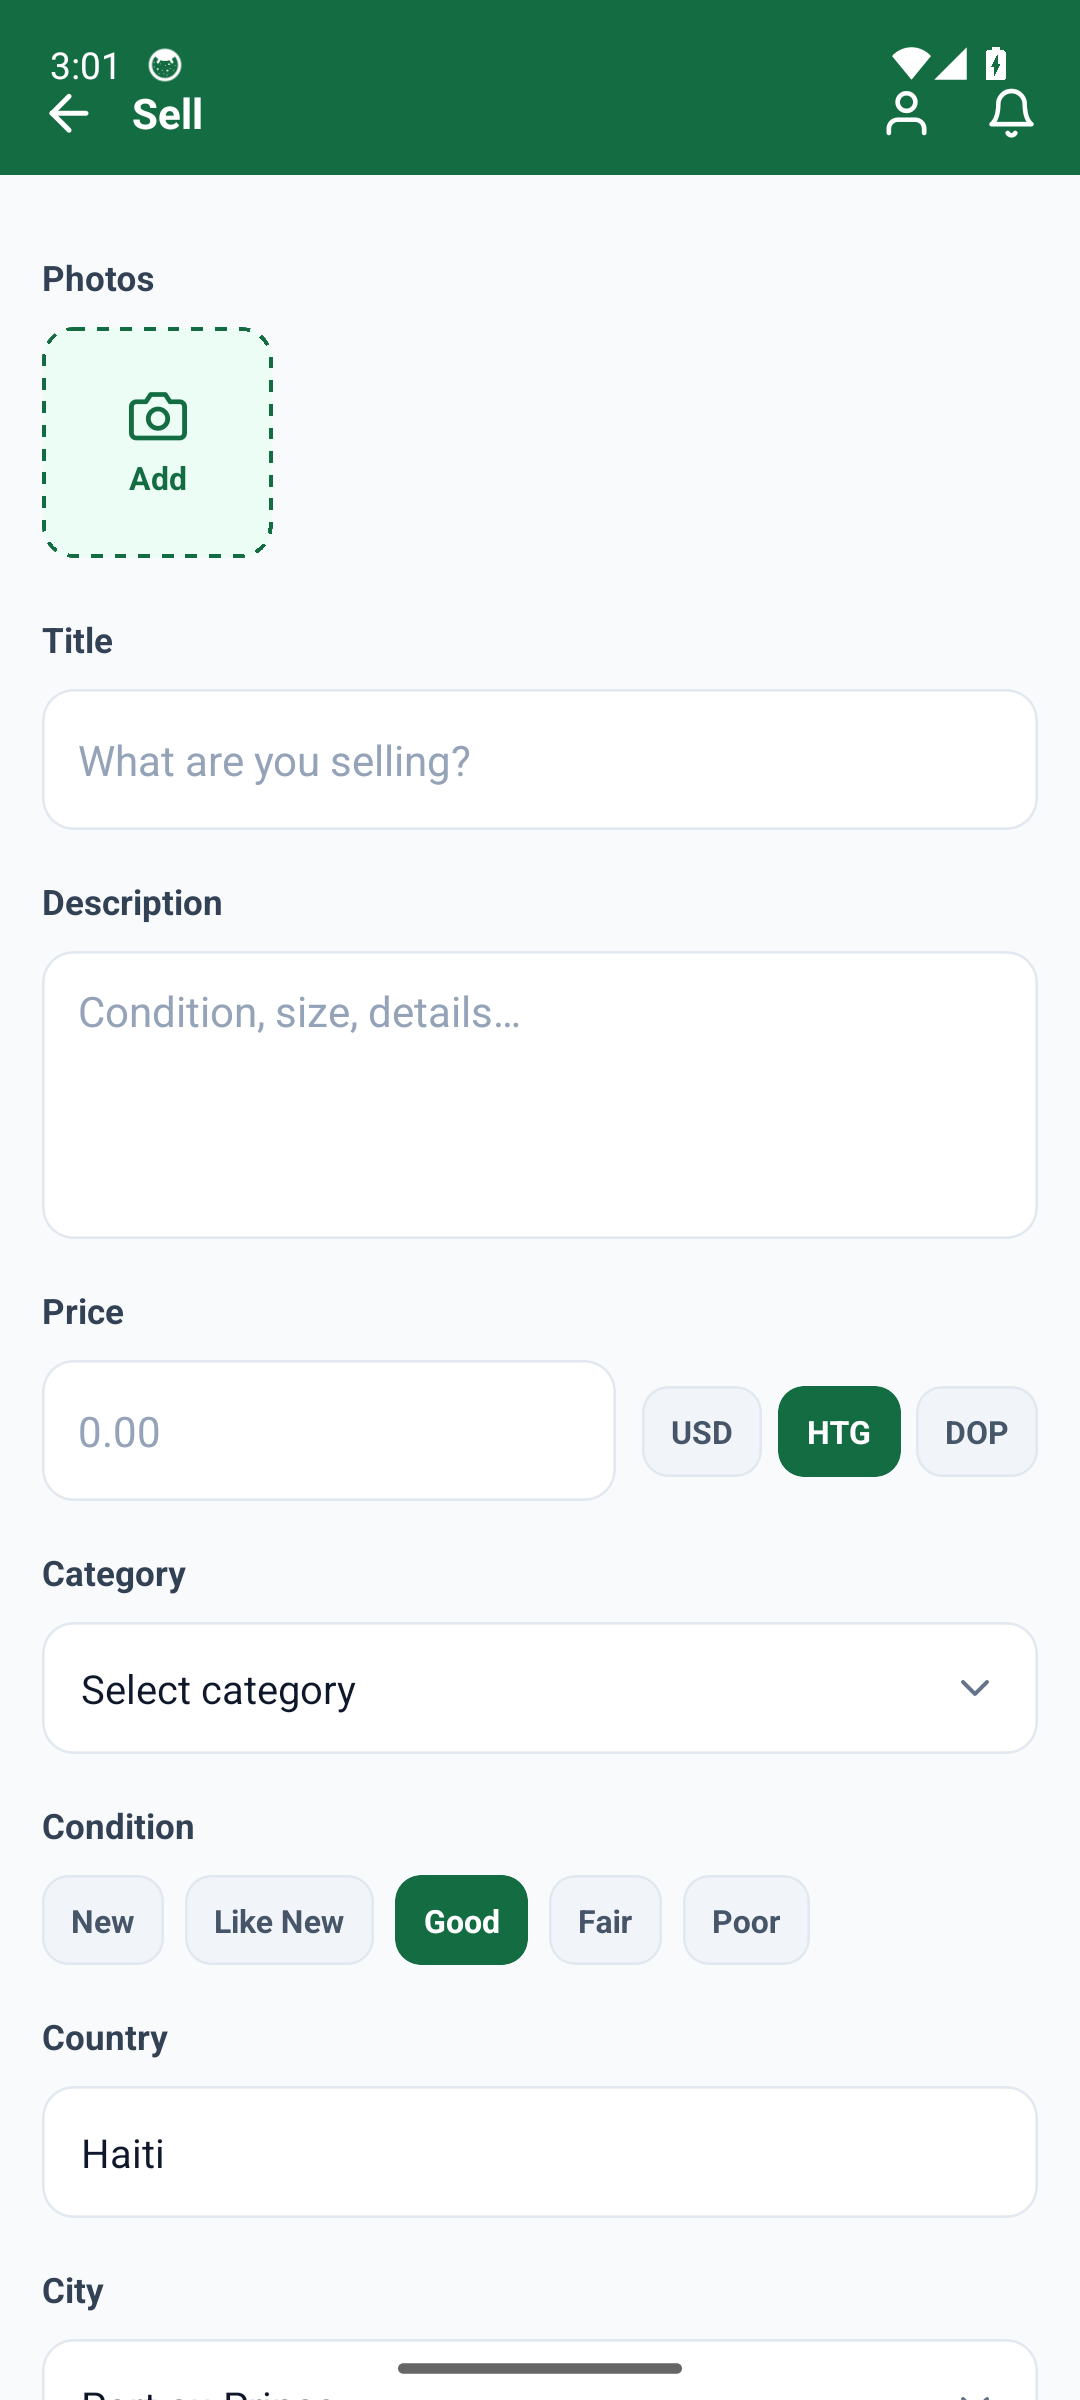 3:01
Sell
Photos
Add
Title
What are you selling?
Description
Condition, size, details…
Price
0.00
USD
HTG
DOP
Category
Select category
Condition
New
Like New
Good
Fair
Poor
Country
Haiti
City